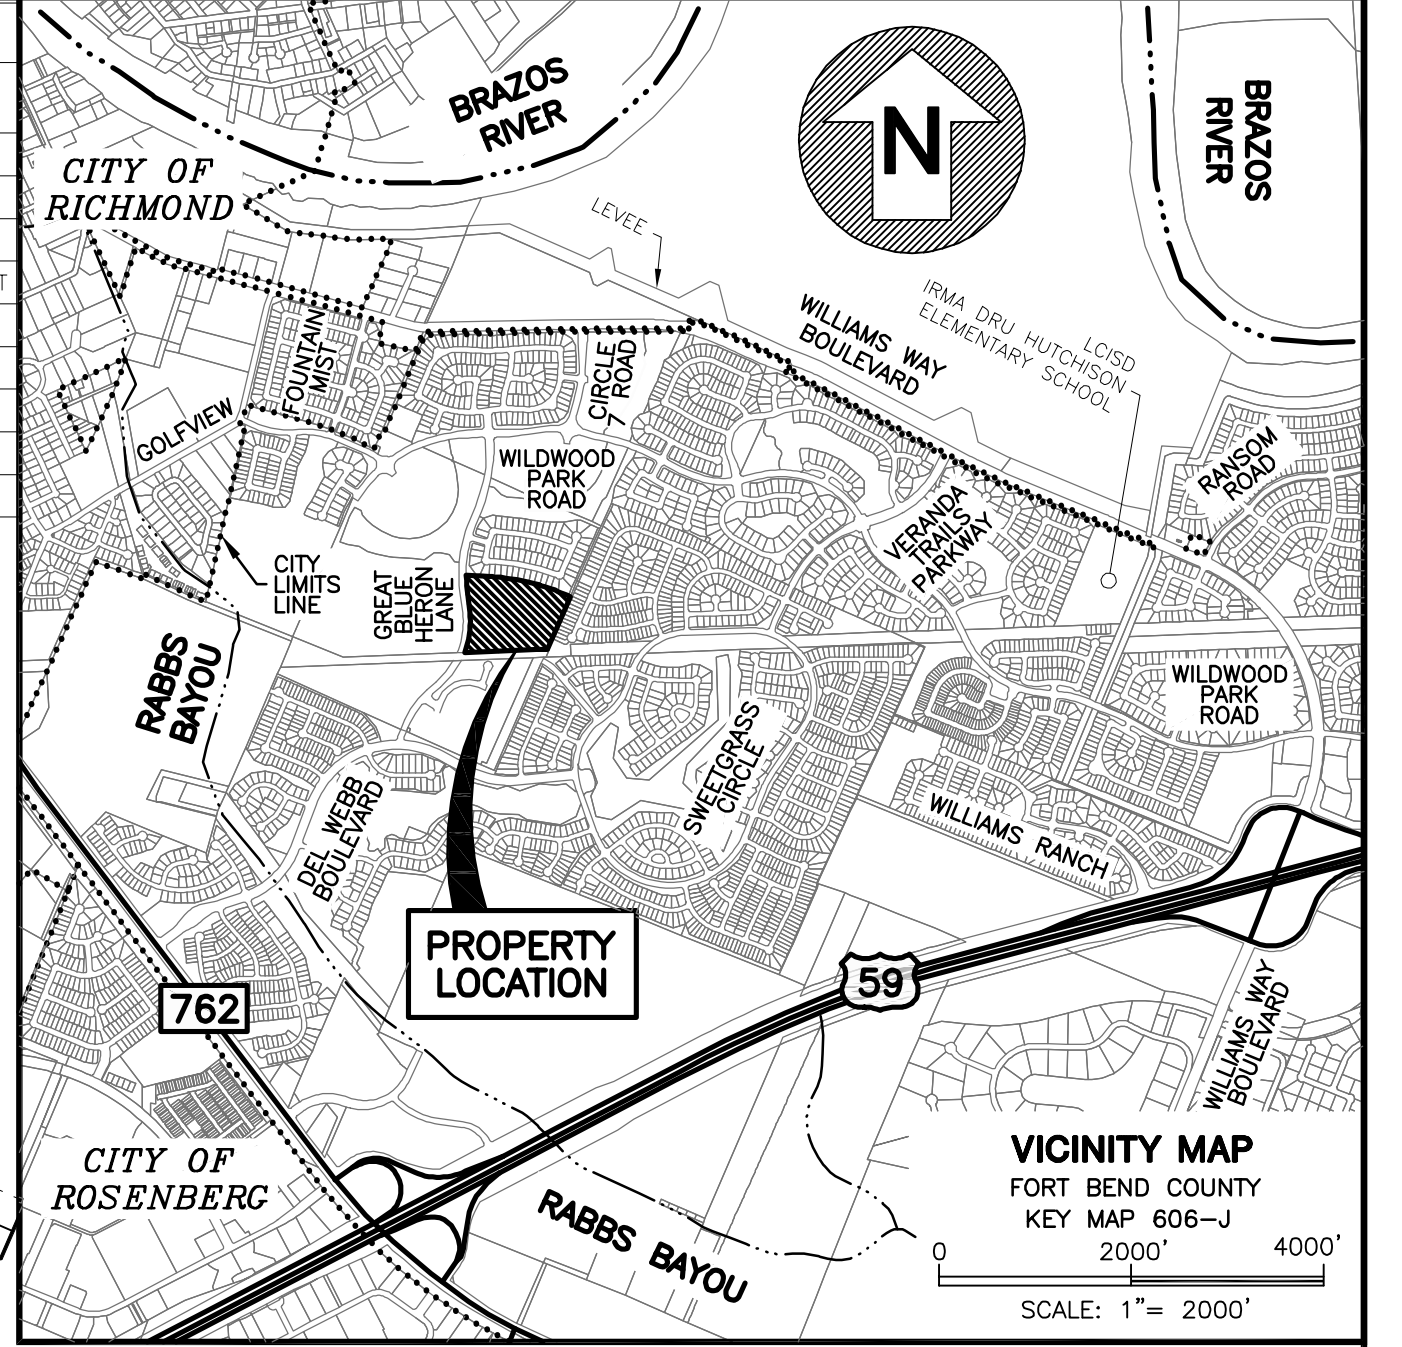 BRAZOS
RIVER
BRAZOS
RIVER
N
CITY OF
RICHMOND
LEVEE
T
WILLIAMS WAY
BOULEVARD
LCISD
IRMA DRU HUTCHISON
ELEMENTARY SCHOOL
FOUNTAIN
MIST
CIRCLE
7 ROAD
GOLFVIEW
WILDWOOD
PARK
ROAD
RANSOM
ROAD
VERANDA
TRAILS
PARKWAY
CITY
LIMITS
LINE
GREAT
BLUE
HERON
LANE
RABBS
BAYOU
WILDWOOD
PARK
ROAD
SWEETGRASS
CIRCLE
DEL WEBB
BOULEVARD
WILLIAMS RANCH
PROPERTY
LOCATION
59
762
WILLIAMS WAY
BOULEVARD
CITY OF
ROSENBERG
RABBS BAYOU
VICINITY MAP
FORT BEND COUNTY
KEY MAP 606-J
0 2000' 4000'
SCALE: 1"= 2000'